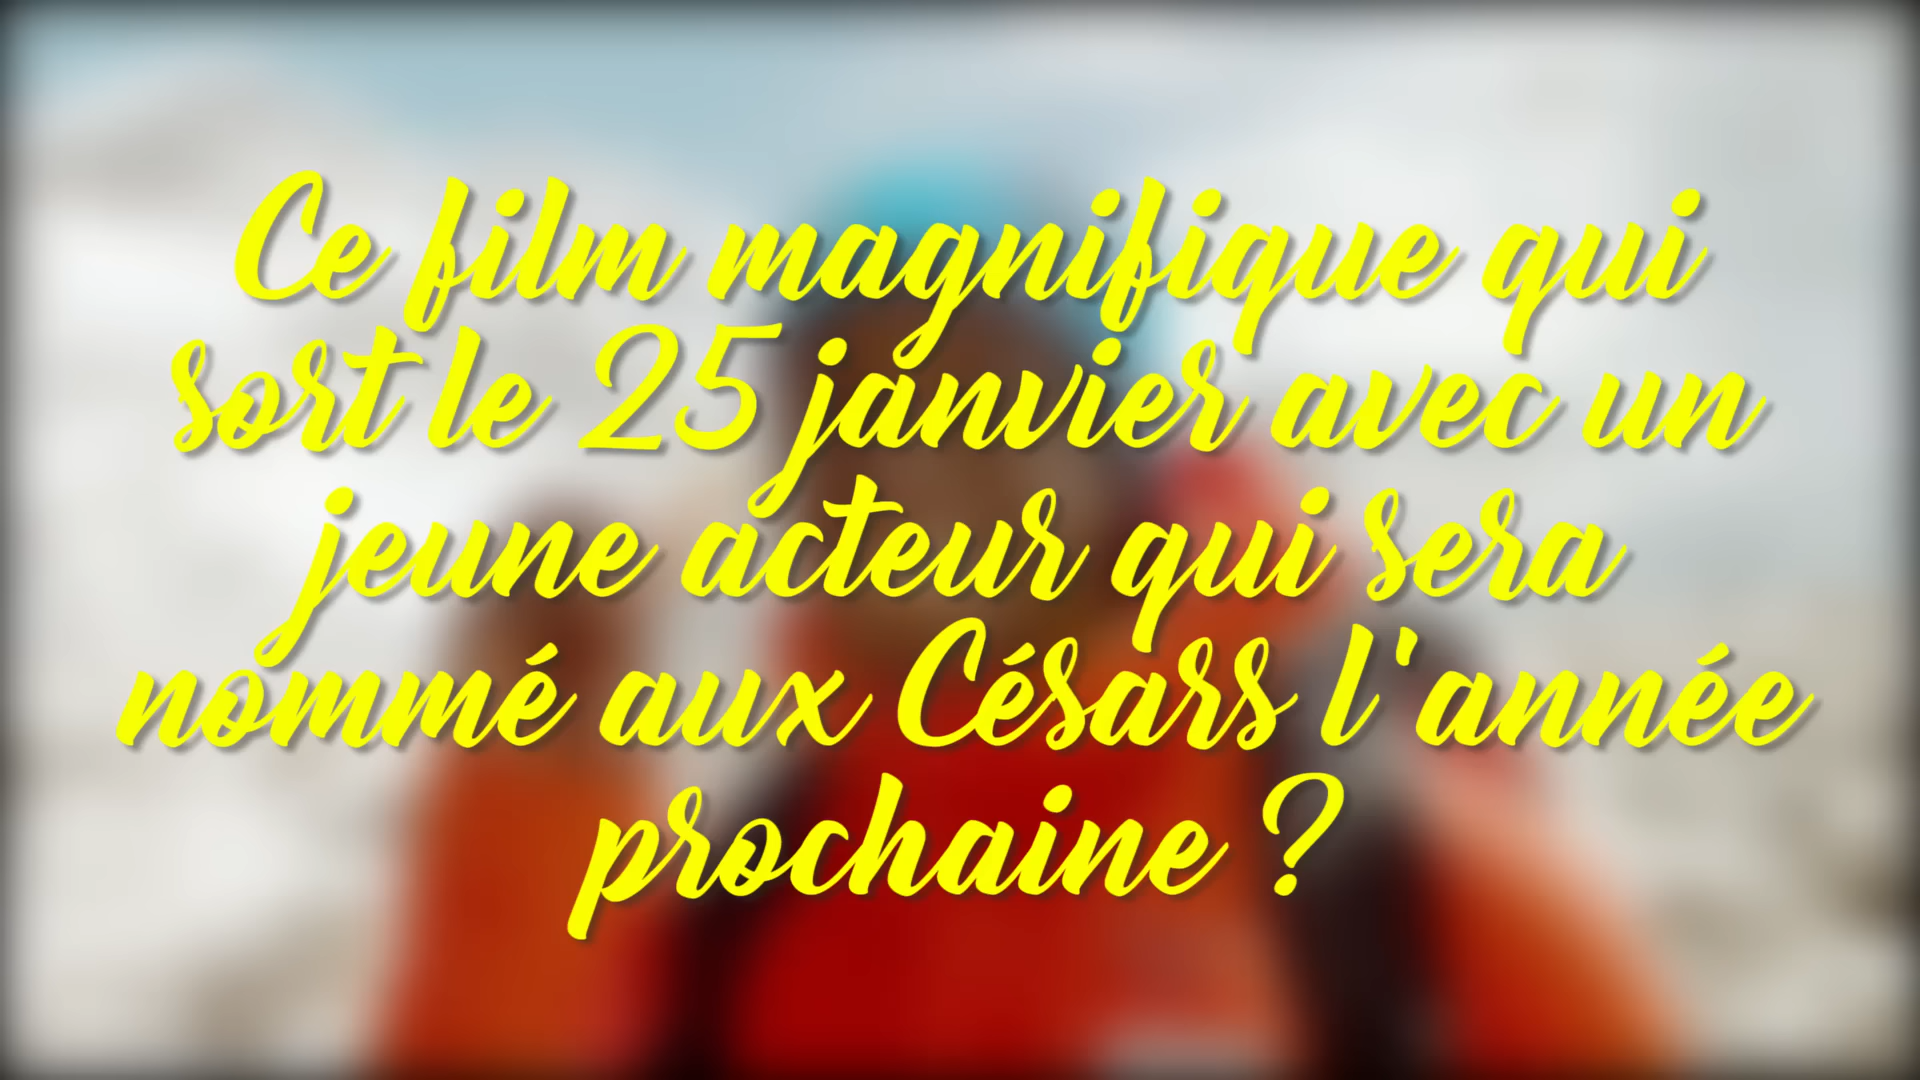 Ce film magnifique qui
sort le 25 janvier avec un
jeune acteur qui sera
nommé aux Césars l'année
prochaine ?